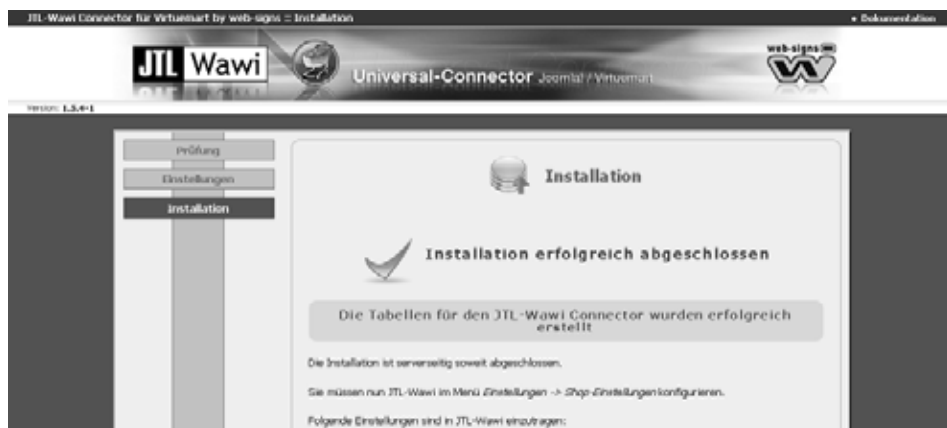 JTL-Wawi Connector für Virtuemart by web-signs :: Installation
Dokumentation
JTL Wawi
Universal-Connector Joomla! / Virtuemart
web-signs
Version: 1.5.4-1
Prüfung
Einstellungen
Installation
Installation
Installation erfolgreich abgeschlossen
Die Tabellen für den JTL-Wawi Connector wurden erfolgreich
erstellt
Die Installation ist serverseitig soweit abgeschlossen.
Sie müssen nun JTL-Wawi im Menü Einstellungen -> Shop-Einstellungen konfigurieren.
Folgende Einstellungen sind in JTL-Wawi einzutragen: